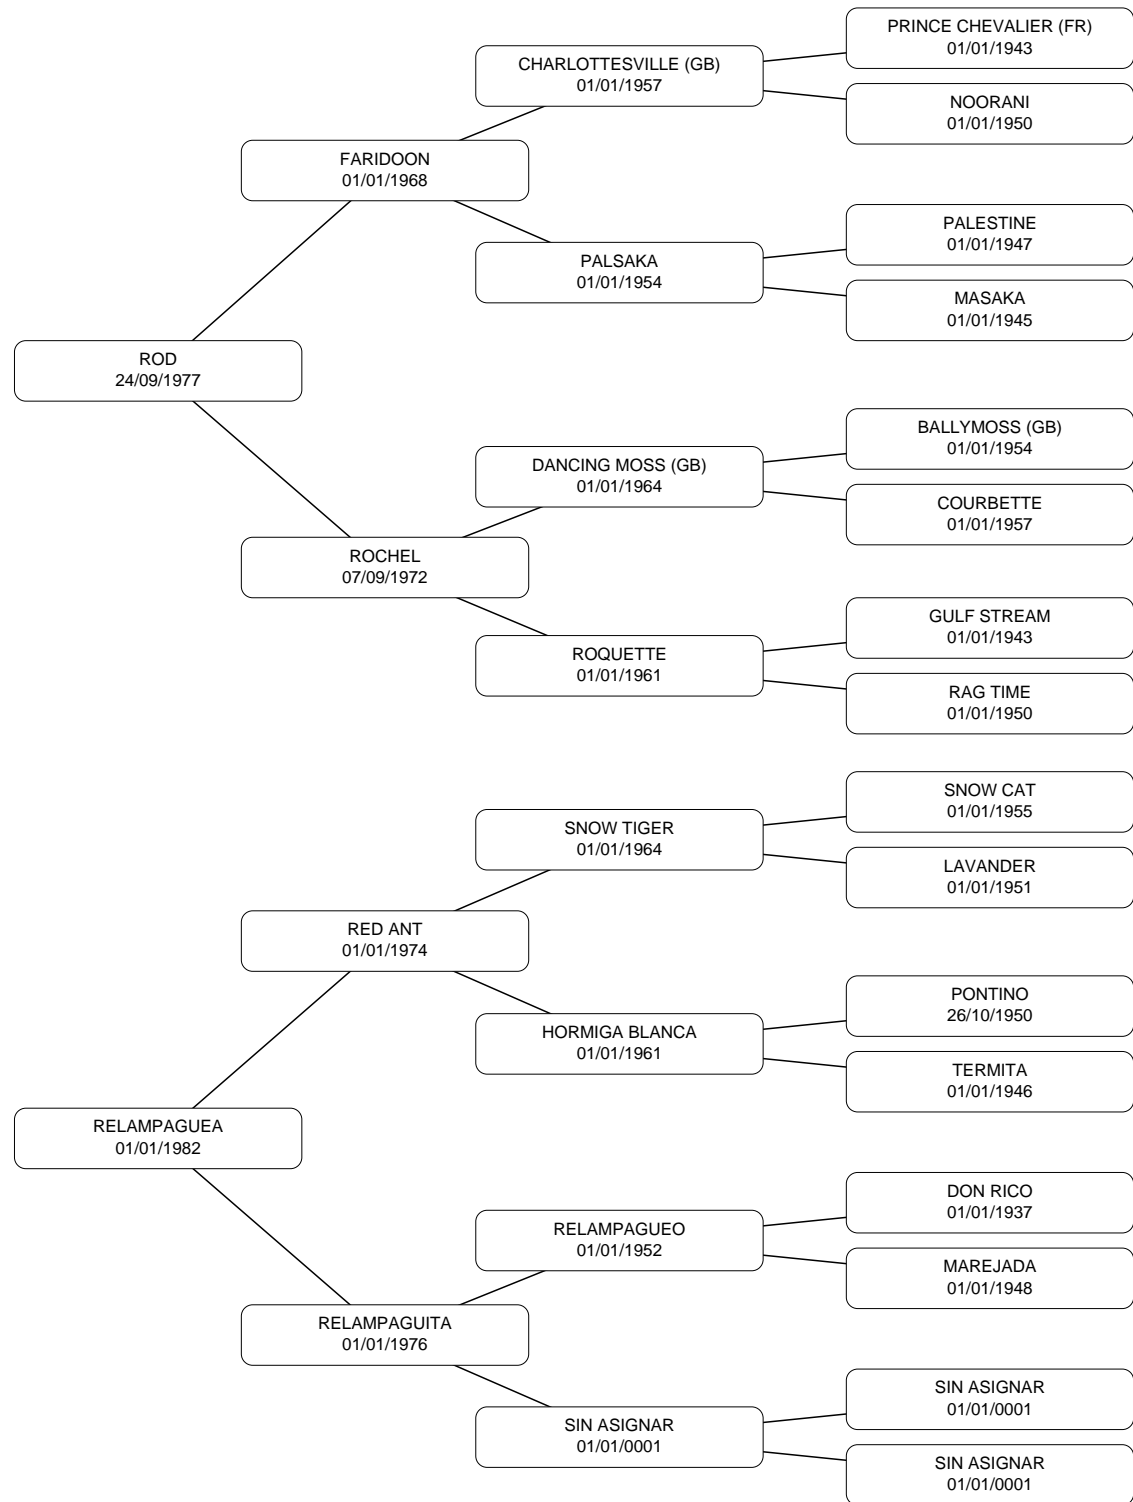 PRINCE CHEVALIER (FR)
01/01/1943
CHARLOTTESVILLE (GB)
01/01/1957
NOORANI
01/01/1950
FARIDOON
01/01/1968
PALESTINE
01/01/1947
PALSAKA
01/01/1954
MASAKA
01/01/1945
ROD
24/09/1977
BALLYMOSS (GB)
01/01/1954
DANCING MOSS (GB)
01/01/1964
COURBETTE
01/01/1957
ROCHEL
07/09/1972
GULF STREAM
01/01/1943
ROQUETTE
01/01/1961
RAG TIME
01/01/1950
SNOW CAT
01/01/1955
SNOW TIGER
01/01/1964
LAVANDER
01/01/1951
RED ANT
01/01/1974
PONTINO
26/10/1950
HORMIGA BLANCA
01/01/1961
TERMITA
01/01/1946
RELAMPAGUEA
01/01/1982
DON RICO
01/01/1937
RELAMPAGUEO
01/01/1952
MAREJADA
01/01/1948
RELAMPAGUITA
01/01/1976
SIN ASIGNAR
01/01/0001
SIN ASIGNAR
01/01/0001
SIN ASIGNAR
01/01/0001